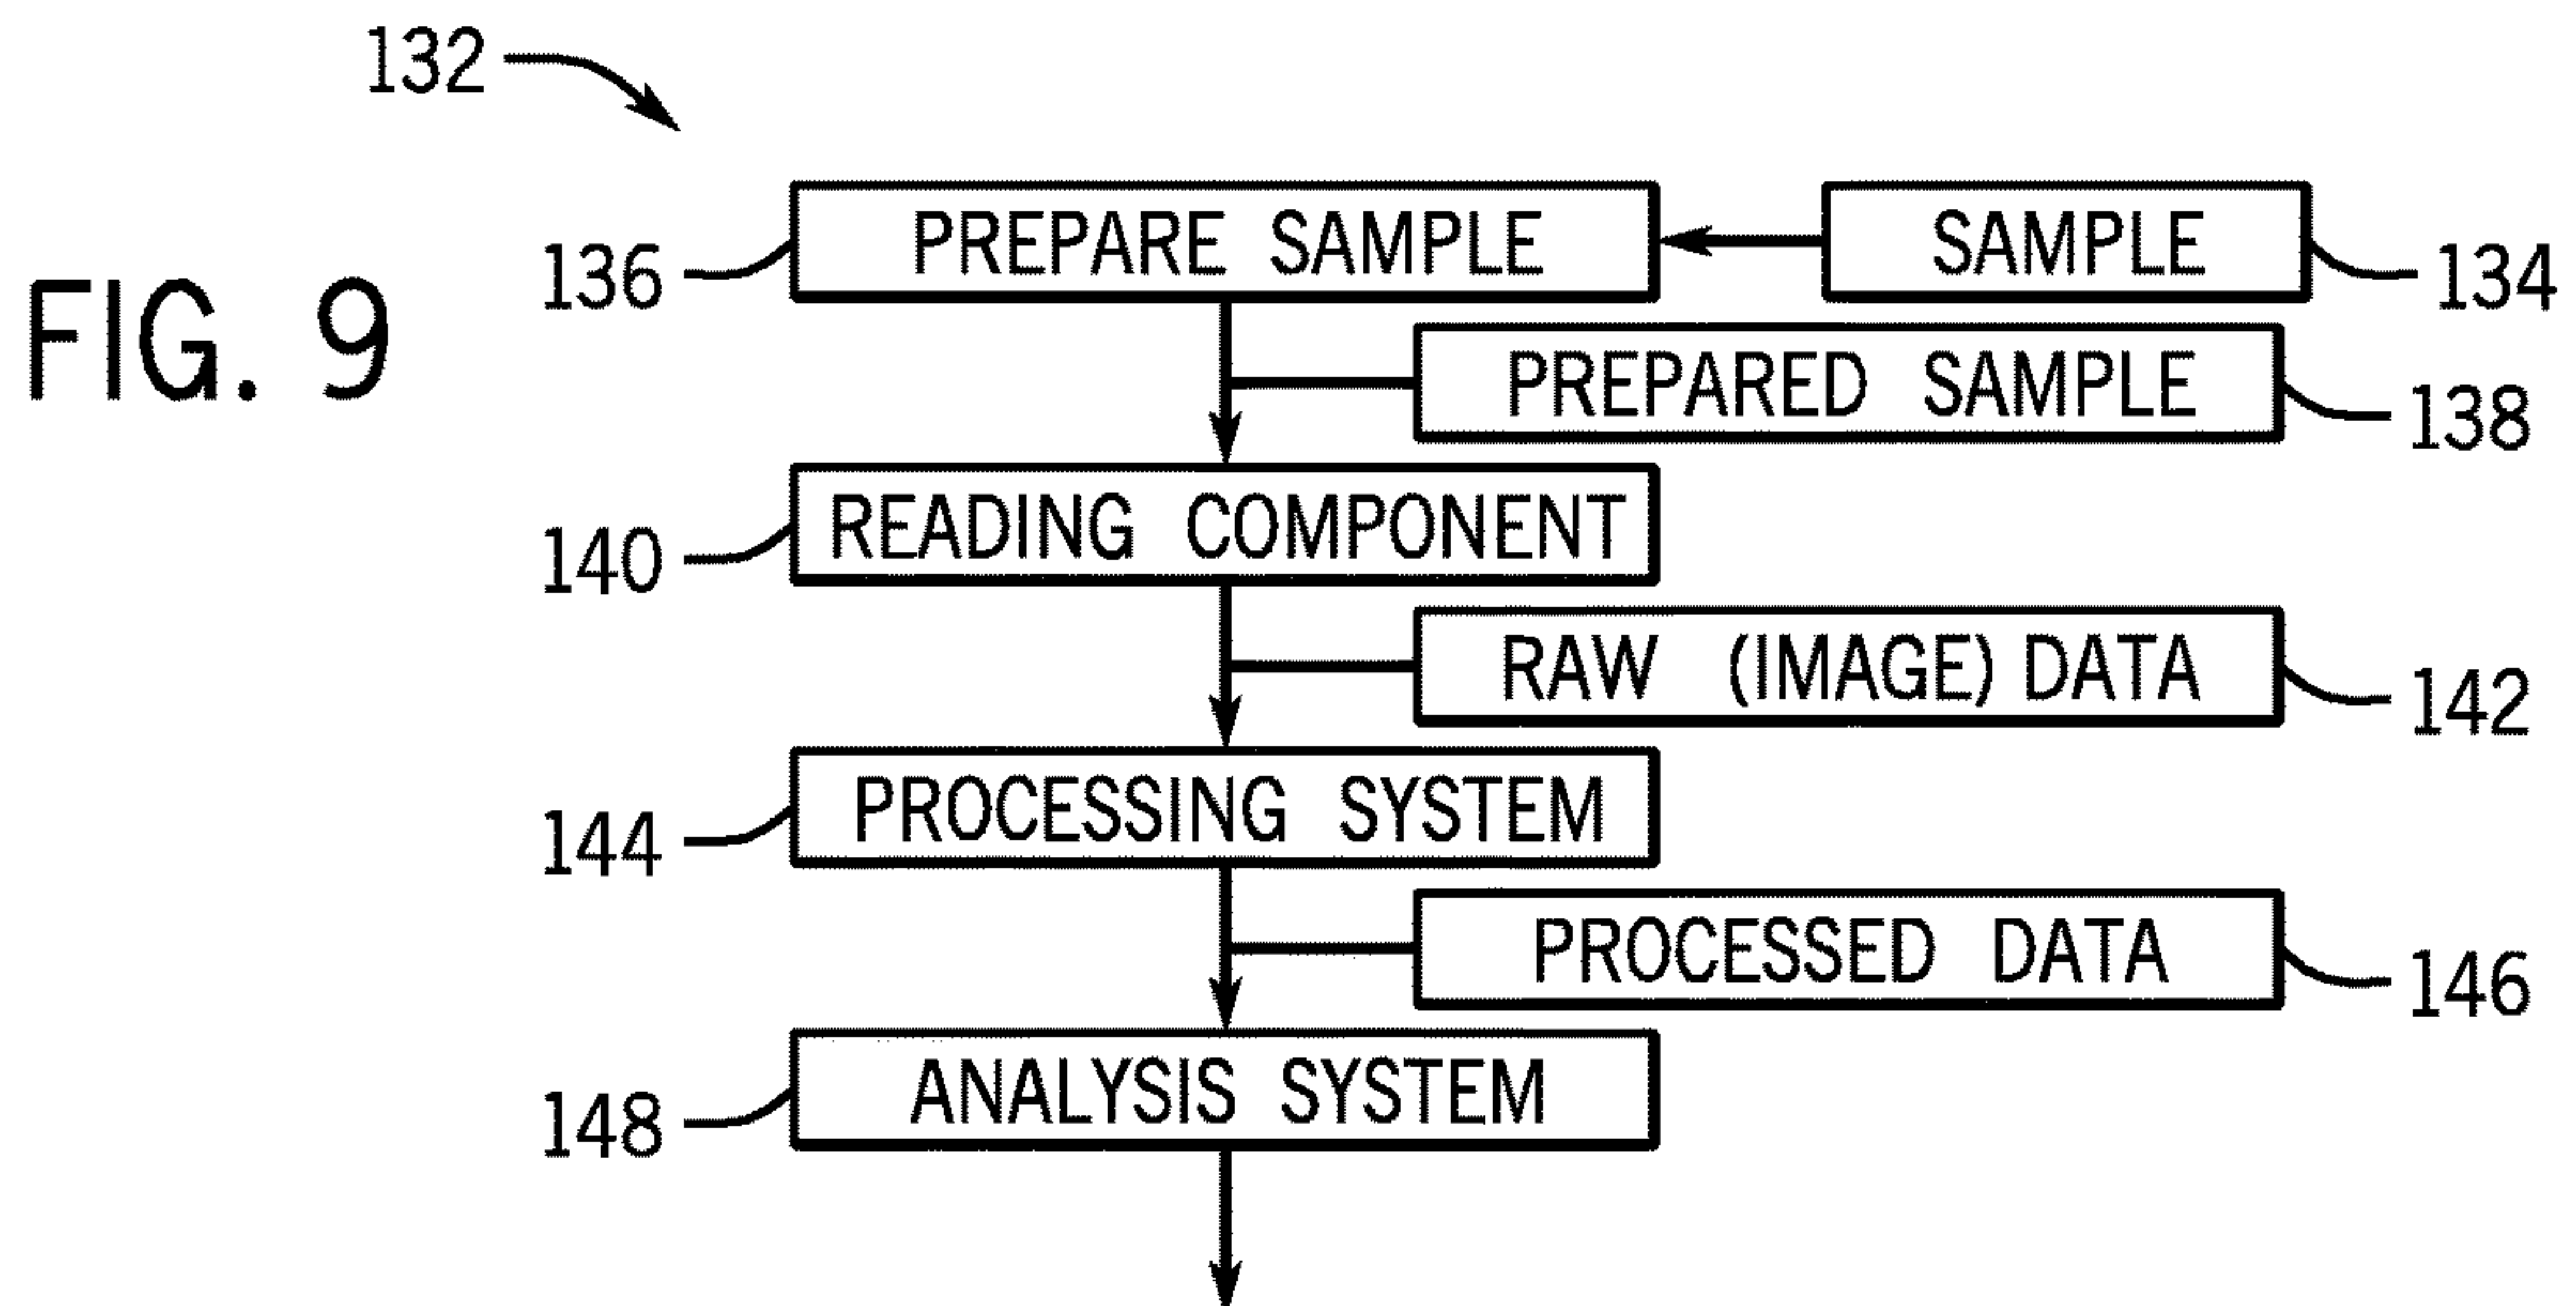 132
PREPARE SAMPLE
SAMPLE
136
134
FIG. 9
PREPARED SAMPLE
138
READING COMPONENT
140
RAW (IMAGE) DATA
142
PROCESSING SYSTEM
144
PROCESSED DATA
146
ANALYSIS SYSTEM
148